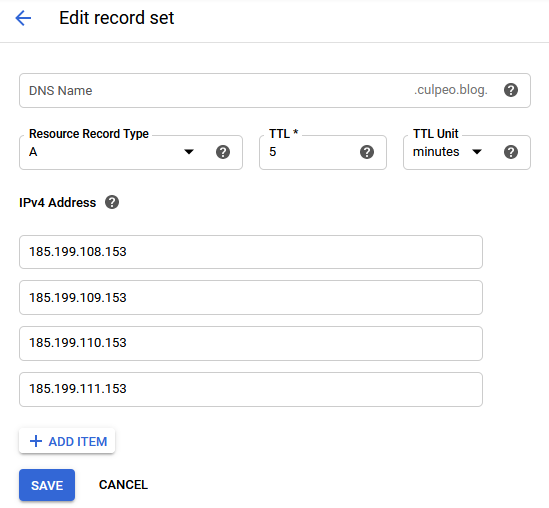 Edit record set
DNS Name .culpeo.blog.
Resource Record Type TTL * TTL Unit
A 5 minutes
IPv4 Address
185.199.108.153
185.199.109.153
185.199.110.153
185.199.111.153
ADD ITEM
SAVE CANCEL